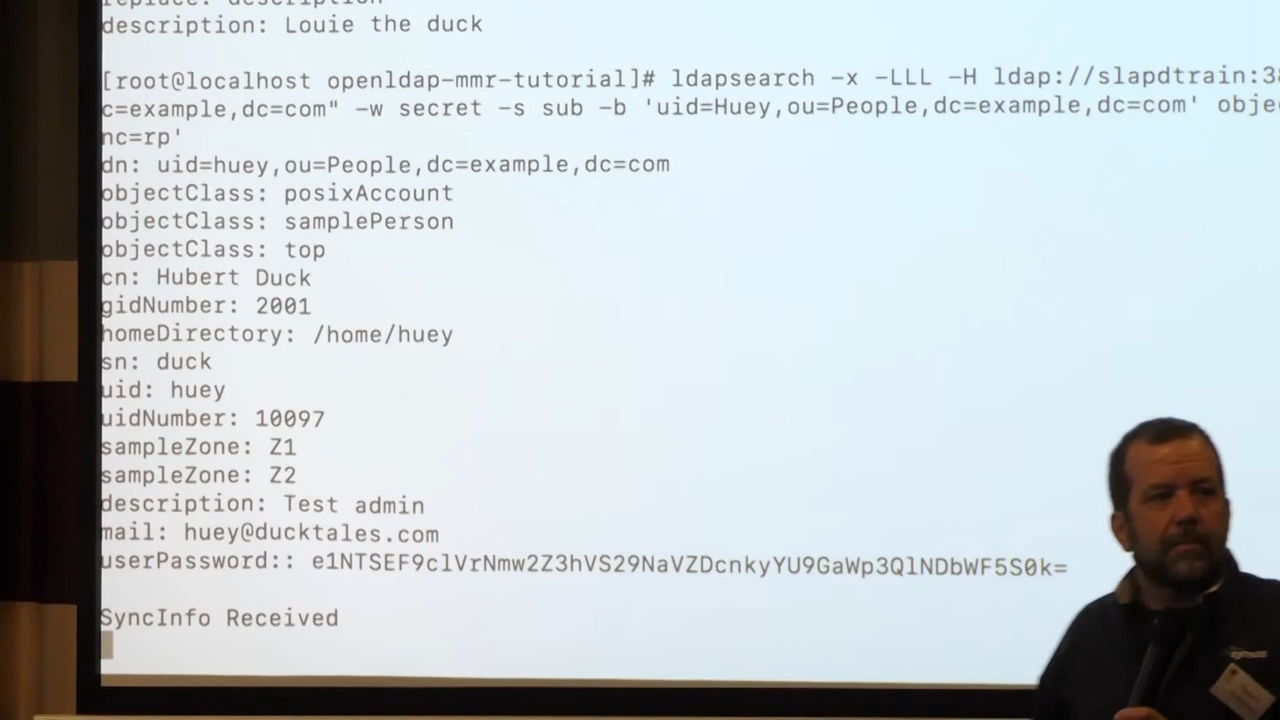 description: Louie the duck
[root@localhost openldap-mmr-tutorial]# ldapsearch -x -LLL -H ldap://slapdtrain:38
c=example,dc=com" -w secret -s sub -b 'uid=Huey,ou=People,dc=example,dc=com' obje
nc=rp'
dn: uid=huey,ou=People,dc=example,dc=com
objectClass: posixAccount
objectClass: samplePerson
objectClass: top
cn: Hubert Duck
gidNumber: 2001
homeDirectory: /home/huey
sn: duck
uid: huey
uidNumber: 10097
sampleZone: Z1
sampleZone: Z2
description: Test admin
mail: huey@ducktales.com
userPassword:: e1NTSEF9clVrNmw2Z3hVS29NaVZDcnkyYU9GaWp3QlNDbWF5S0k=
SyncInfo Received